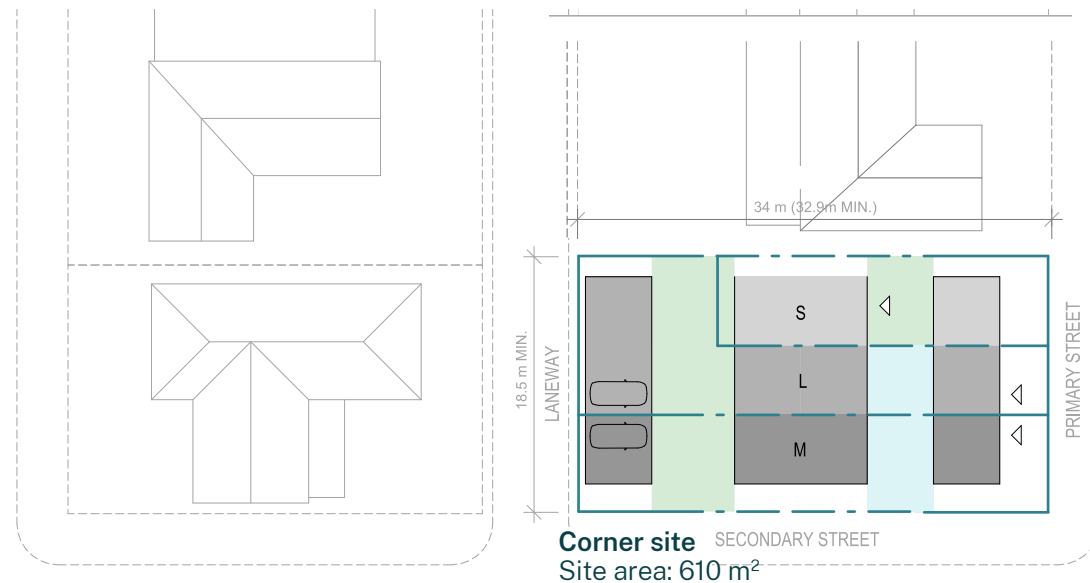 34 m (32.9m MIN.)
18.5 m MIN.
LANEWAY
S
L
M
PRIMARY STREET
Corner site
SECONDARY STREET
Site area: 610 m²